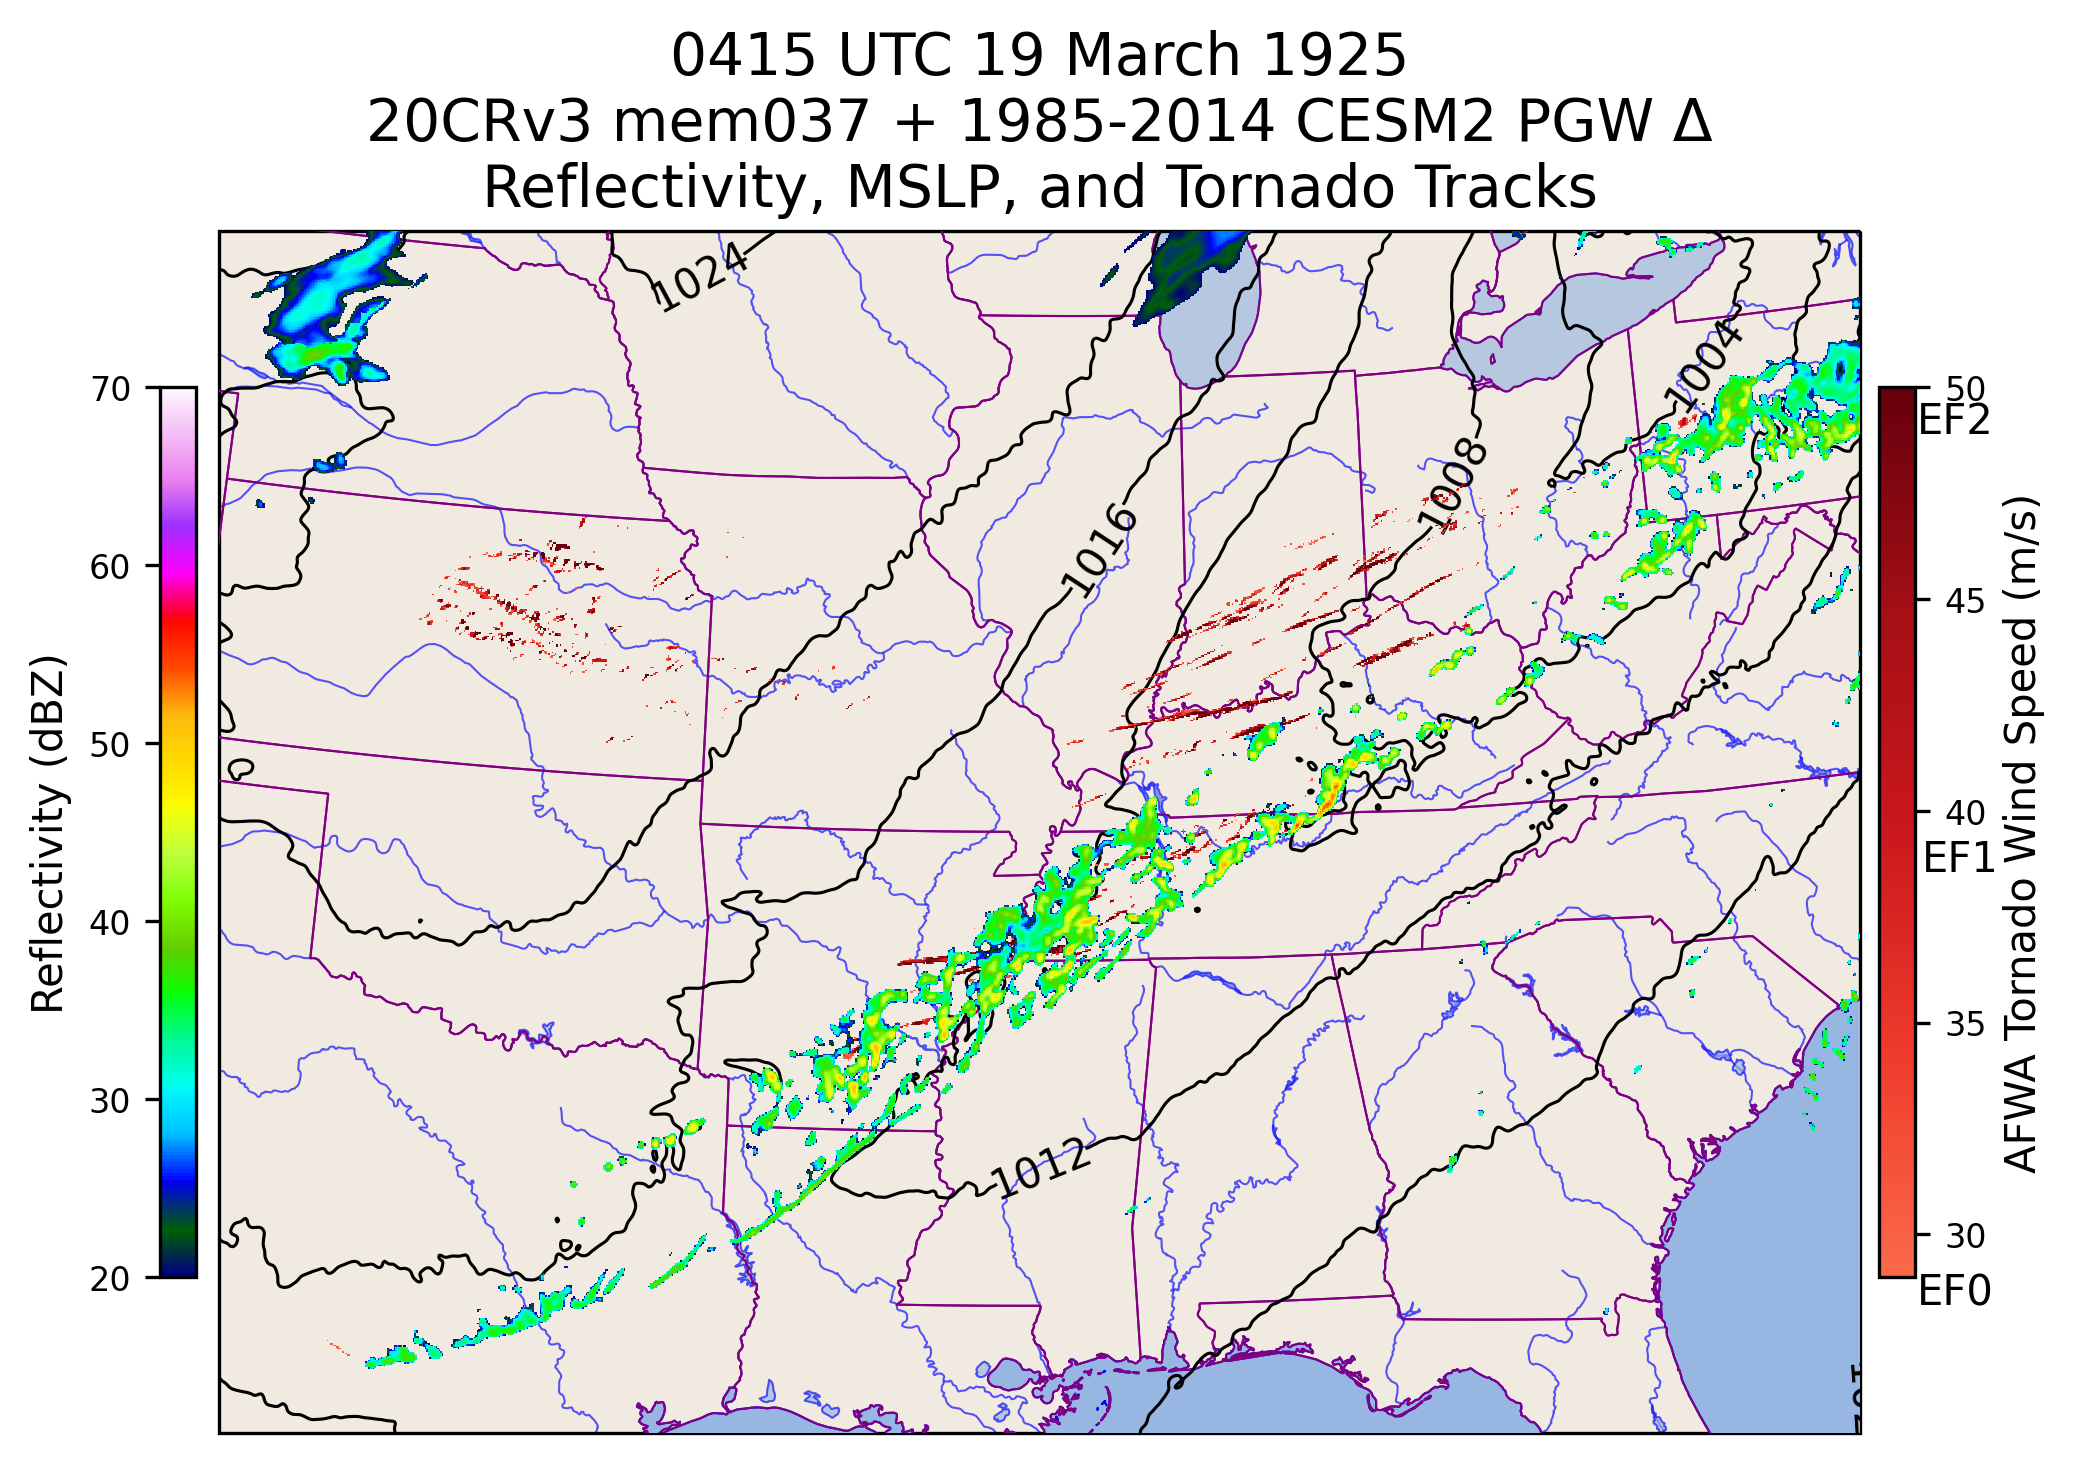 0415 UTC 19 March 1925
20CRv3 mem037 + 1985-2014 CESM2 PGW Δ
Reflectivity, MSLP, and Tornado Tracks
1024
1004
1008
1016
1012
70
60
50
40
30
20
Reflectivity (dBZ)
50
EF2
45
40
EF1
35
30
EF0
AFWA Tornado Wind Speed (m/s)